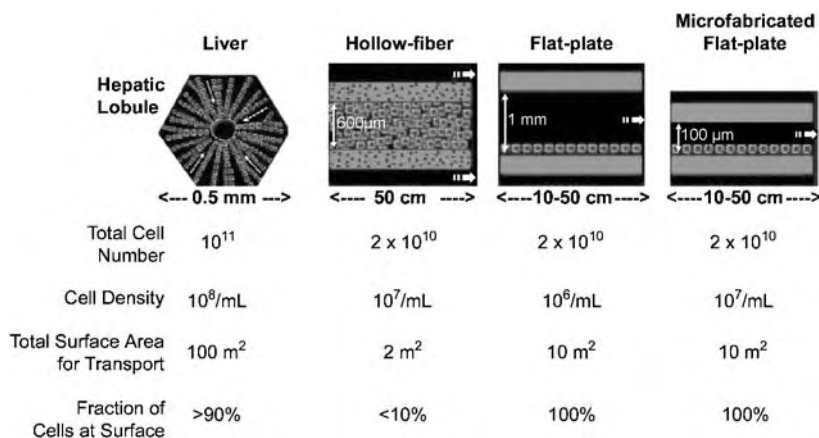 Liver
Hollow-fiber
Flat-plate
Microfabricated
Flat-plate
Hepatic
Lobule
600µm
1 mm
100 µm
<--- 0.5 mm --->
<---- 50 cm ---->
<---- 10-50 cm ---->
<---- 10-50 cm ---->
Total Cell
Number
10¹¹ 2 x 10¹⁰ 2 x 10¹⁰ 2 x 10¹⁰
Cell Density 10⁸/mL 10⁷/mL 10⁶/mL 10⁷/mL
Total Surface Area
for Transport
100 m² 2 m² 10 m² 10 m²
Fraction of
Cells at Surface
>90% <10% 100% 100%